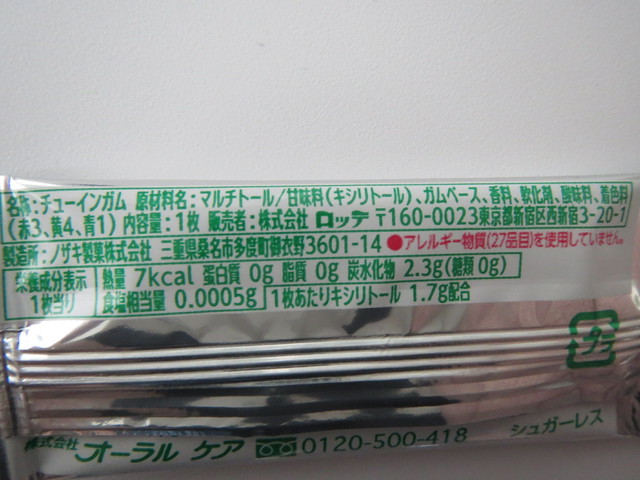 名称:チューインガム 原材料名:マルチトール/甘味料(キシリトール)、ガムベース、香料、軟化剤、酸味料、着色料
(赤3、黄4、青1) 内容量:1枚 販売者:株式会社 ロッテ 〒160-0023東京都新宿区西新宿3-20-1
製造所:ノザキ製菓株式会社 三重県桑名市多度町御衣野3601-14 ●アレルギー物質(27品目)を使用していません。
栄養成分表示 熱量 7kcal 蛋白質 0g 脂質 0g 炭水化物 2.3g(糖類 0g)
1枚当り 食塩相当量 0.0005g 1枚あたりキシリトール 1.7g配合
プラ
株式会社 オーラル ケア 0120-500-418 シュガーレス